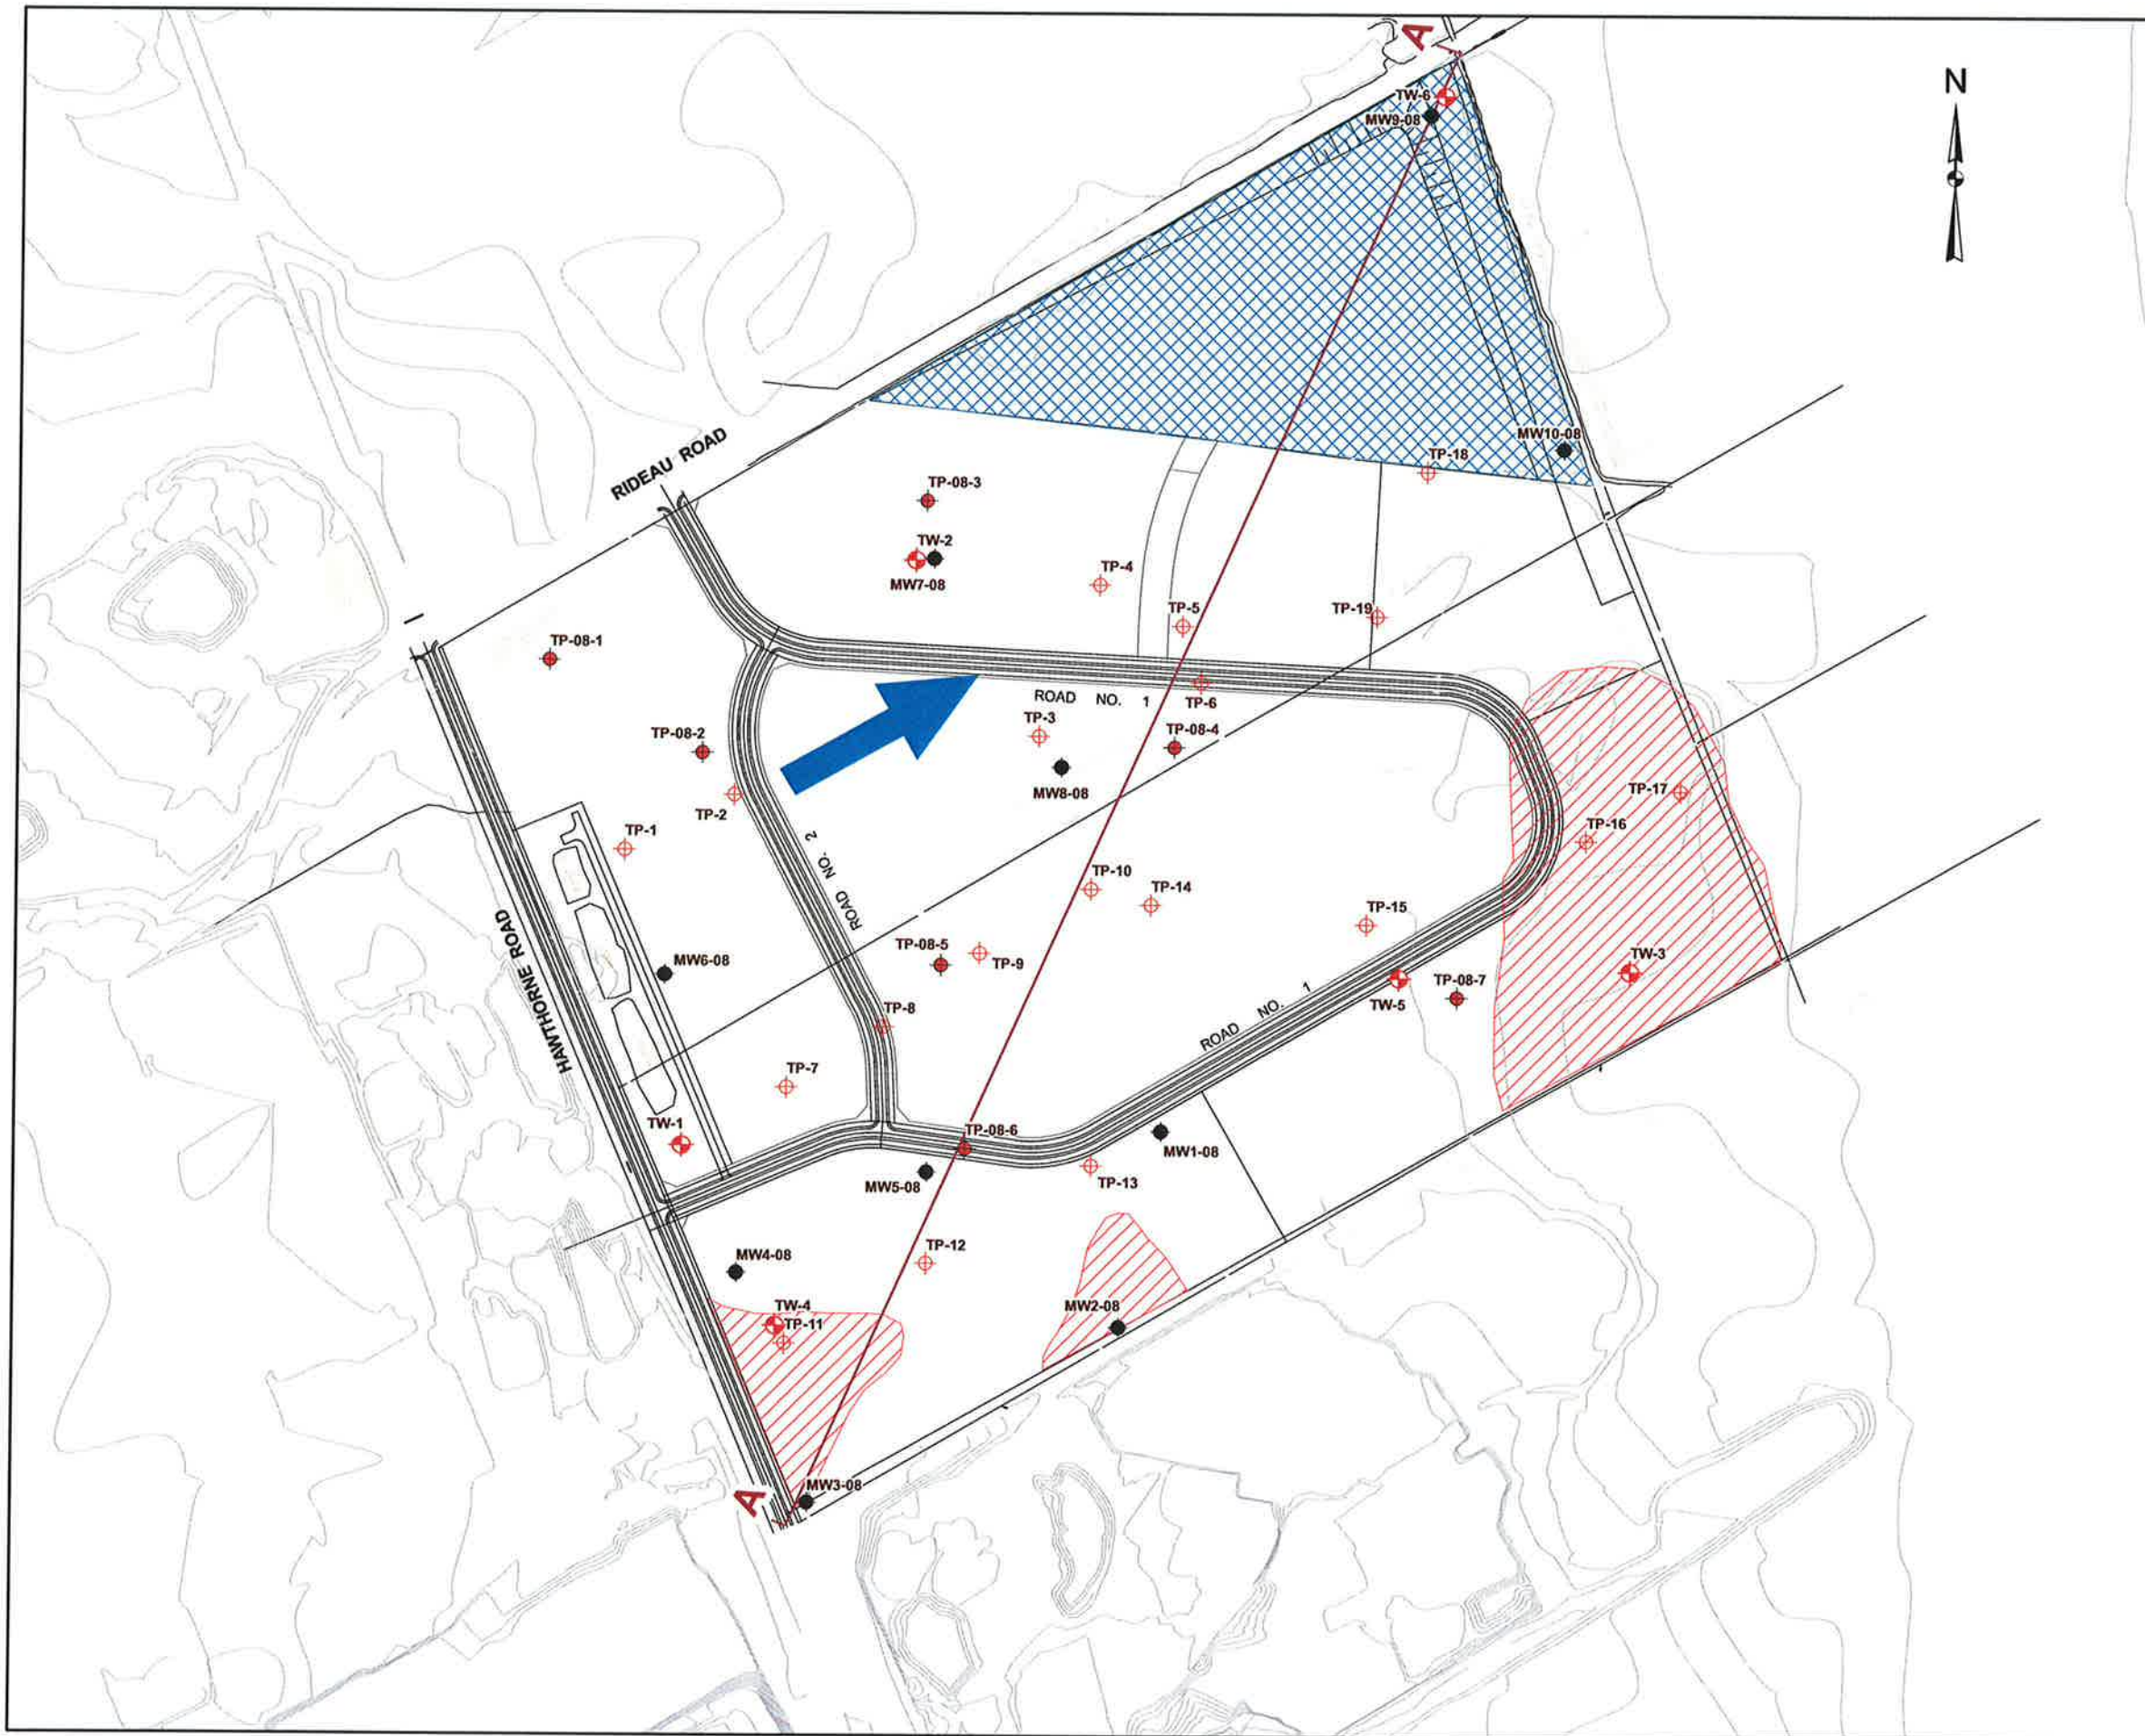 A
N
TW-6
MW9-08
RIDEAU ROAD
MW10-08
TP-18
TP-08-3
TW-2
MW7-08
TP-4
TP-5
TP-19
TP-08-1
ROAD NO. 1
TP-6
TP-3
TP-08-4
TP-08-2
MW8-08
TP-2
TP-17
TP-1
TP-16
ROAD NO. 2
TP-10
TP-14
TP-15
HAWTHORNE ROAD
TP-08-5
TP-9
MW6-08
TW-3
TP-08-7
TW-5
TP-8
ROAD NO. 1
TP-7
TW-1
TP-08-6
MW1-08
MW5-08
TP-13
TP-12
MW4-08
TW-4
TP-11
MW2-08
MW3-08
A